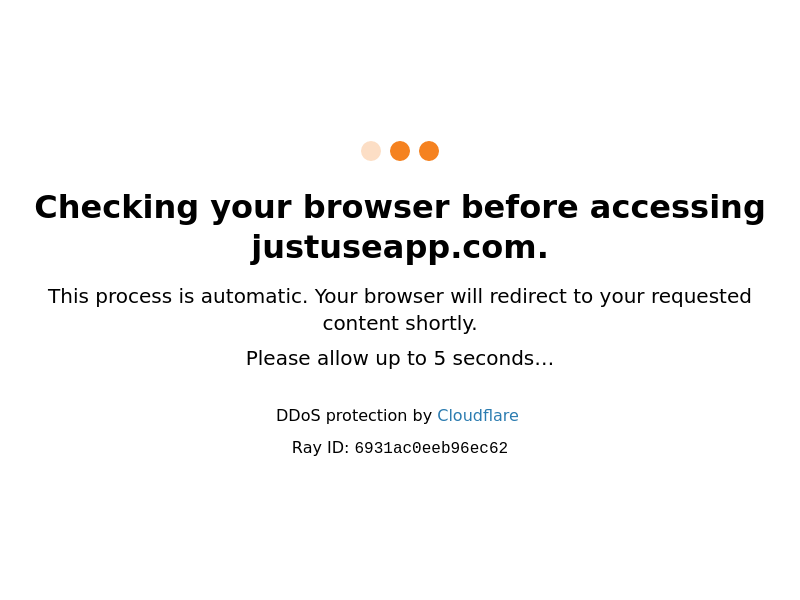 Checking your browser before accessing
justuseapp.com.
This process is automatic. Your browser will redirect to your requested
content shortly.
Please allow up to 5 seconds…
DDoS protection by Cloudflare
Ray ID: 6931ac0eeb96ec62